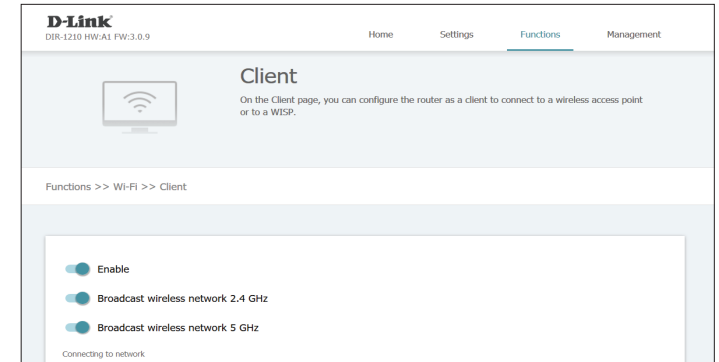 D-Link
DIR-1210 HW:A1 FW:3.0.9
Home Settings Functions Management
Client
On the Client page, you can configure the router as a client to connect to a wireless access point
or to a WISP.
Functions >> Wi-Fi >> Client
Enable
Broadcast wireless network 2.4 GHz
Broadcast wireless network 5 GHz
Connecting to network